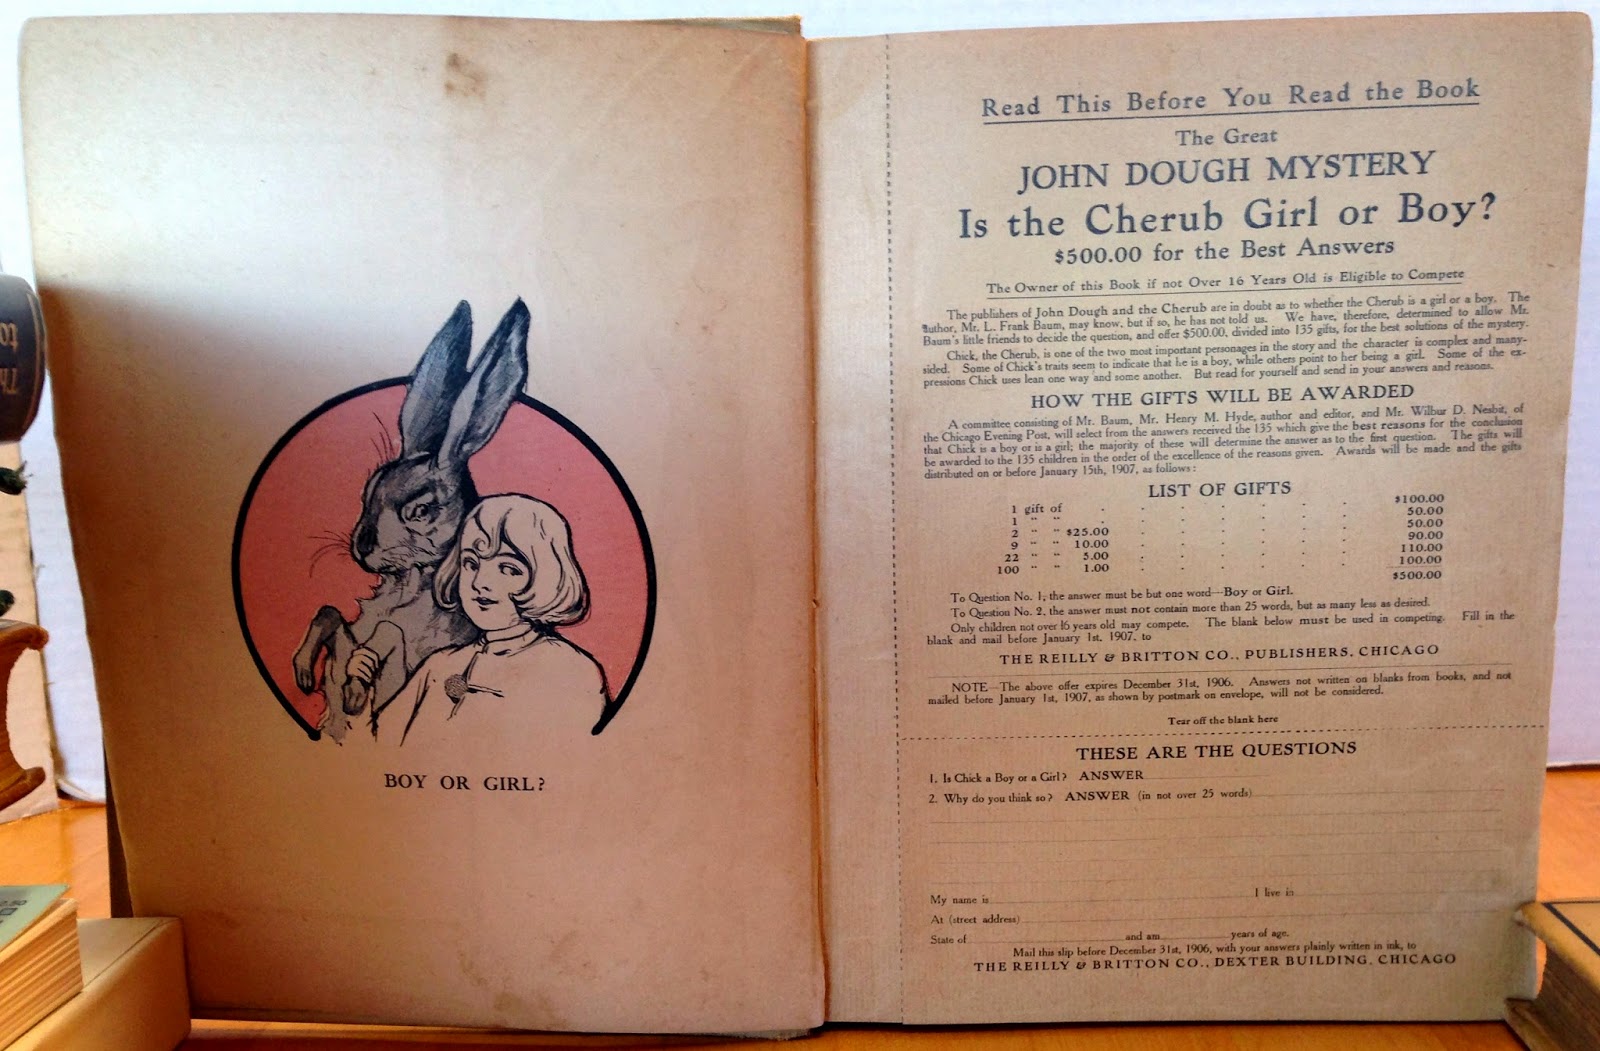 BOY OR GIRL?
Read This Before You Read the Book
The Great
JOHN DOUGH MYSTERY
Is the Cherub Girl or Boy?
$500.00 for the Best Answers
The Owner of this Book if not Over 16 Years Old is Eligible to Compete
The publishers of John Dough and the Cherub are in doubt as to whether the Cherub is a girl or a boy. The
author, Mr. L. Frank Baum, may know, but if so, he has not told us. We have, therefore, determined to allow Mr.
Baum's little friends to decide the question, and offer $500.00, divided into 135 gifts, for the best solutions of the mystery.
Chick, the Cherub, is one of the two most important personages in the story and the character is complex and many-
sided. Some of Chick's traits seem to indicate that he is a boy, while others point to her being a girl. Some of the ex-
pressions Chick uses lean one way and some another. But read for yourself and send in your answers and reasons.
HOW THE GIFTS WILL BE AWARDED
A committee consisting of Mr. Baum, Mr. Henry M. Hyde, author and editor, and Mr. Wilbur D. Nesbit, of
the Chicago Evening Post, will select from the answers received the 135 which give the best reasons for the conclusion
that Chick is a boy or is a girl; the majority of these will determine the answer as to the first question. The gifts will
be awarded to the 135 children in the order of the excellence of the reasons given. Awards will be made and the gifts
distributed on or before January 15th, 1907, as follows:
LIST OF GIFTS
1 gift of . . . . . . . $100.00
1 " " . . . . . . . 50.00
2 " " $25.00 . . . . . . 50.00
9 " " 10.00 . . . . . . 90.00
22 " " 5.00 . . . . . . 110.00
100 " " 1.00 . . . . . . 100.00
$500.00
To Question No. 1, the answer must be but one word—Boy or Girl.
To Question No. 2, the answer must not contain more than 25 words, but as many less as desired.
Only children not over 16 years old may compete. The blank below must be used in competing. Fill in the
blank and mail before January 1st, 1907, to
THE REILLY & BRITTON CO., PUBLISHERS, CHICAGO
NOTE—The above offer expires December 31st, 1906. Answers not written on blanks from books, and not
mailed before January 1st, 1907, as shown by postmark on envelope, will not be considered.
Tear off the blank here
THESE ARE THE QUESTIONS
1. Is Chick a Boy or a Girl? ANSWER
2. Why do you think so? ANSWER (in not over 25 words)
My name is I live in
At (street address)
State of and am years of age.
Mail this slip before December 31st, 1906, with your answers plainly written in ink, to
THE REILLY & BRITTON CO., DEXTER BUILDING, CHICAGO